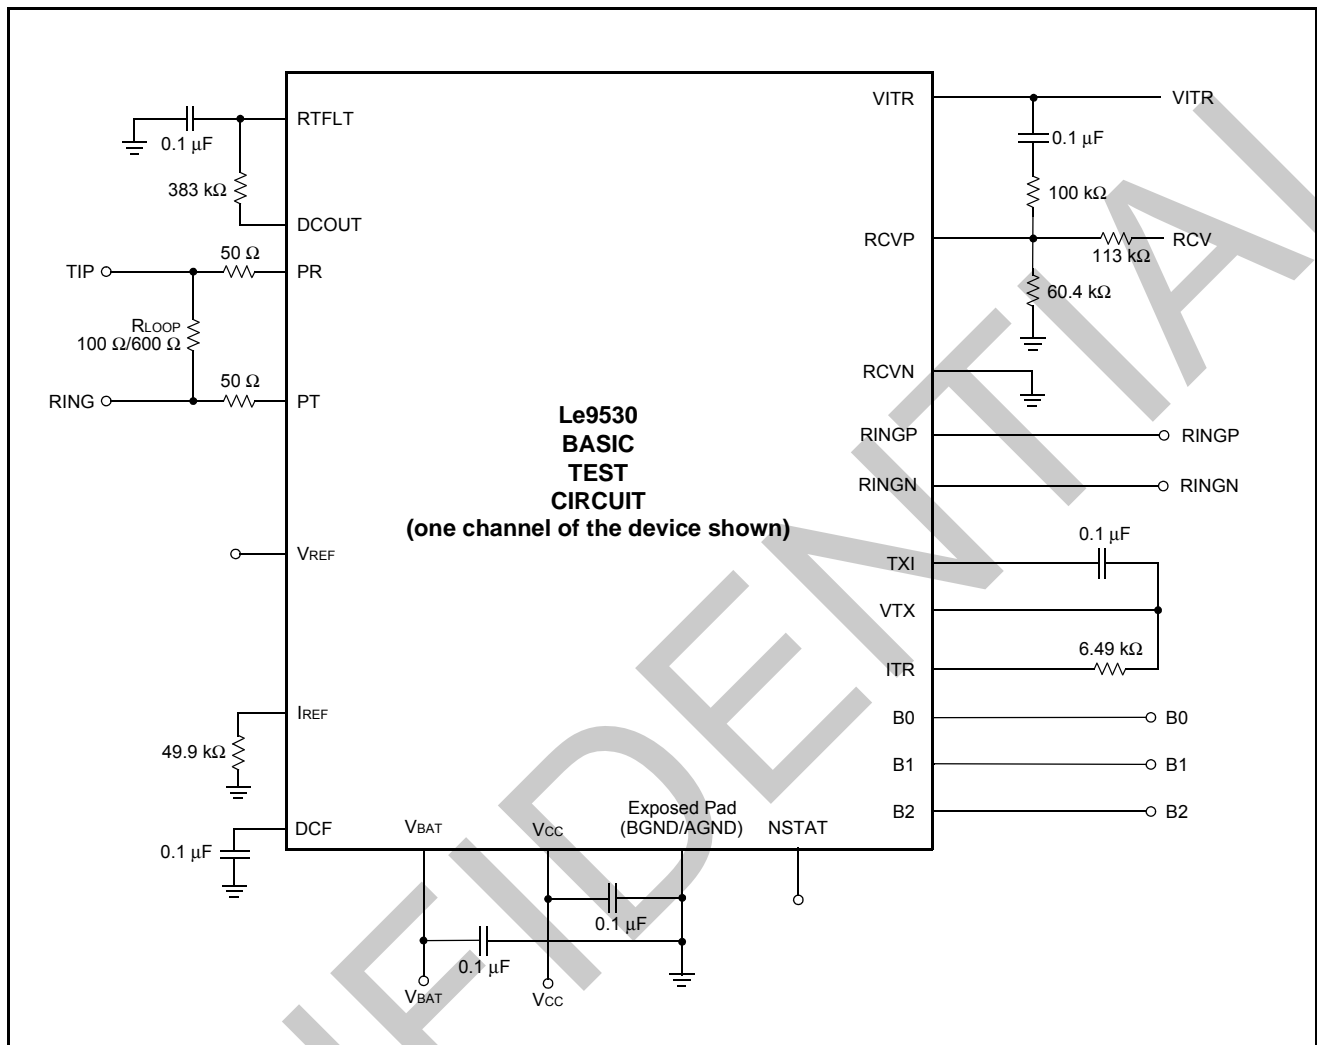 VITR
VITR
RTFLT
0.1 μF
0.1 μF
383 kΩ
100 kΩ
DCOUT
RCVP
RCV
50 Ω
113 kΩ
TIP
PR
60.4 kΩ
RLOOP
100 Ω/600 Ω
RCVN
50 Ω
RING
PT
Le9530
BASIC
TEST
CIRCUIT
(one channel of the device shown)
RINGP
RINGP
RINGN
RINGN
0.1 μF
VREF
TXI
VTX
6.49 kΩ
ITR
IREF
B0
B0
49.9 kΩ
B1
B1
Exposed Pad
(BGND/AGND)
B2
B2
DCF
VBAT
VCC
NSTAT
0.1 μF
0.1 μF
0.1 μF
VBAT
VCC
FIDENTIAL